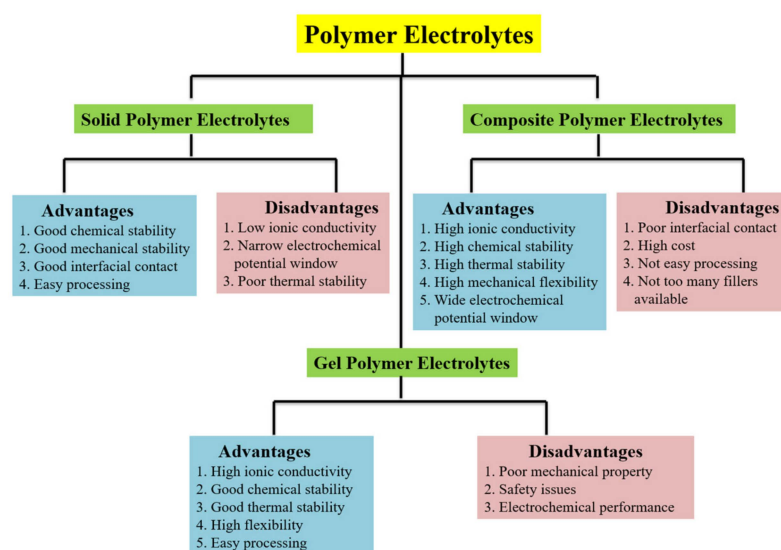 Polymer Electrolytes
Solid Polymer Electrolytes
Advantages
1. Good chemical stability
2. Good mechanical stability
3. Good interfacial contact
4. Easy processing
Disadvantages
1. Low ionic conductivity
2. Narrow electrochemical
potential window
3. Poor thermal stability
Composite Polymer Electrolytes
Advantages
1. High ionic conductivity
2. High chemical stability
3. High thermal stability
4. High mechanical flexibility
5. Wide electrochemical
potential window
Disadvantages
1. Poor interfacial contact
2. High cost
3. Not easy processing
4. Not too many fillers
available
Gel Polymer Electrolytes
Advantages
1. High ionic conductivity
2. Good chemical stability
3. Good thermal stability
4. High flexibility
5. Easy processing
Disadvantages
1. Poor mechanical property
2. Safety issues
3. Electrochemical performance